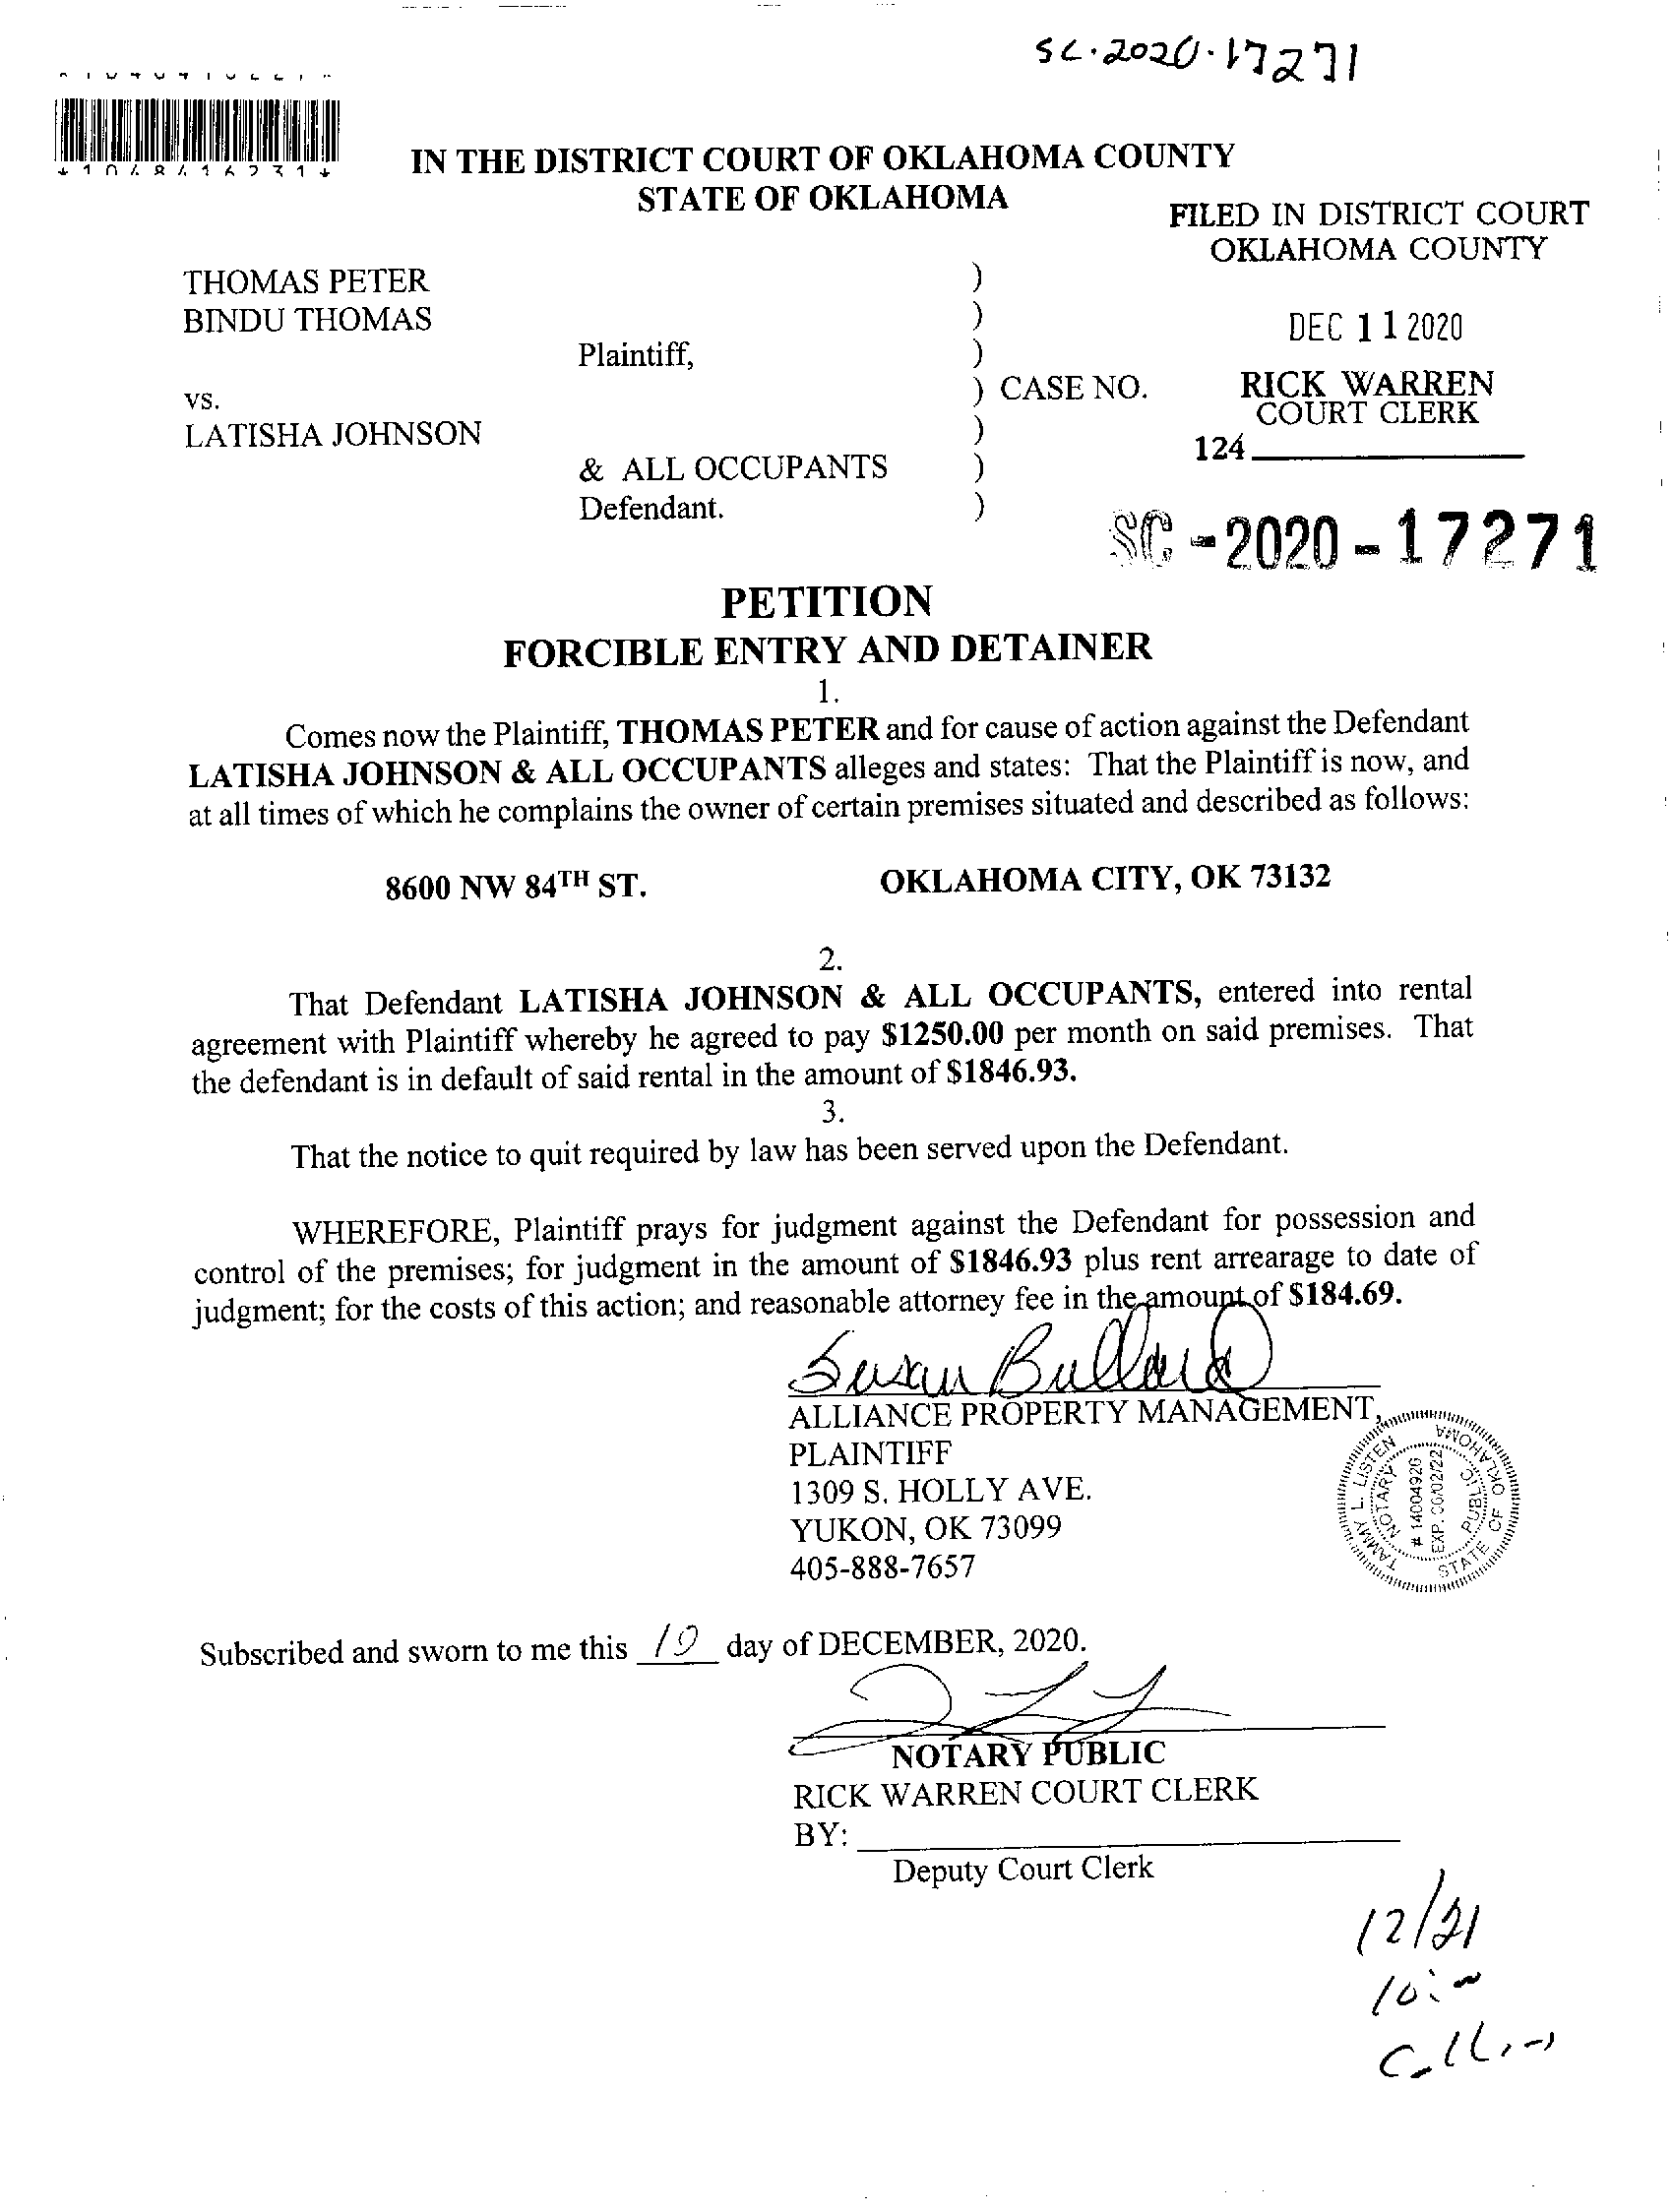 SC-2020-17271
IN THE DISTRICT COURT OF OKLAHOMA COUNTY
STATE OF OKLAHOMA
FILED IN DISTRICT COURT
OKLAHOMA COUNTY
THOMAS PETER )
BINDU THOMAS )
DEC 11 2020
Plaintiff, )
) CASE NO.
RICK WARREN
COURT CLERK
vs.
LATISHA JOHNSON )
124
& ALL OCCUPANTS )
Defendant. )
SC-2020-17271
PETITION
FORCIBLE ENTRY AND DETAINER
1.
Comes now the Plaintiff, THOMAS PETER and for cause of action against the Defendant
LATISHA JOHNSON & ALL OCCUPANTS alleges and states: That the Plaintiff is now, and
at all times of which he complains the owner of certain premises situated and described as follows:
8600 NW 84TH ST. OKLAHOMA CITY, OK 73132
2.
That Defendant LATISHA JOHNSON & ALL OCCUPANTS, entered into rental
agreement with Plaintiff whereby he agreed to pay $1250.00 per month on said premises. That
the defendant is in default of said rental in the amount of $1846.93.
3.
That the notice to quit required by law has been served upon the Defendant.
WHEREFORE, Plaintiff prays for judgment against the Defendant for possession and
control of the premises; for judgment in the amount of $1846.93 plus rent arrearage to date of
judgment; for the costs of this action; and reasonable attorney fee in the amount of $184.69.
Susan Bullard
ALLIANCE PROPERTY MANAGEMENT,
PLAINTIFF
1309 S. HOLLY AVE.
YUKON, OK 73099
405-888-7657
TAMMY L. LISTEN
NOTARY PUBLIC
STATE OF OKLAHOMA
# 14004926
EXP. 06/02/22
Subscribed and sworn to me this 10 day of DECEMBER, 2020.
NOTARY PUBLIC
RICK WARREN COURT CLERK
BY:
Deputy Court Clerk
12/21